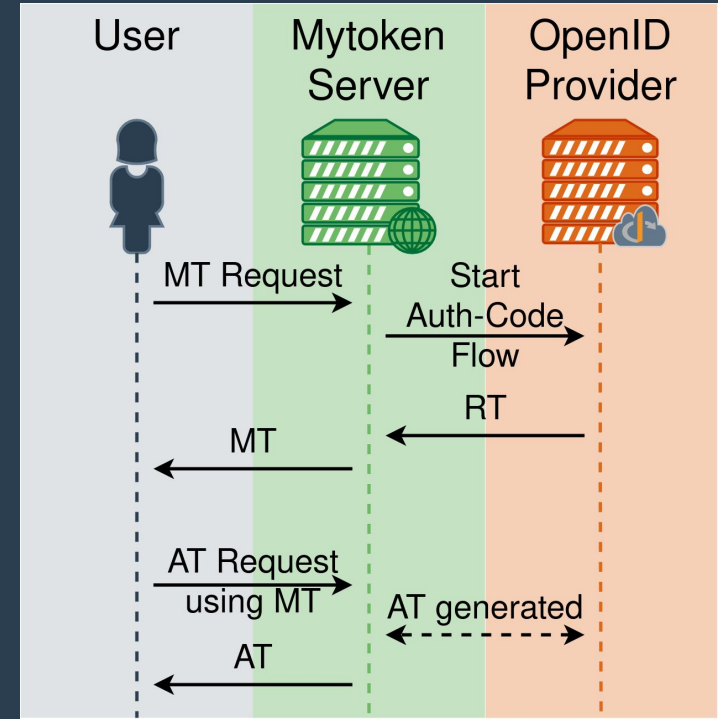 User
Mytoken
Server
OpenID
Provider
MT Request
Start
Auth-Code
Flow
RT
MT
AT Request
using MT
AT generated
AT